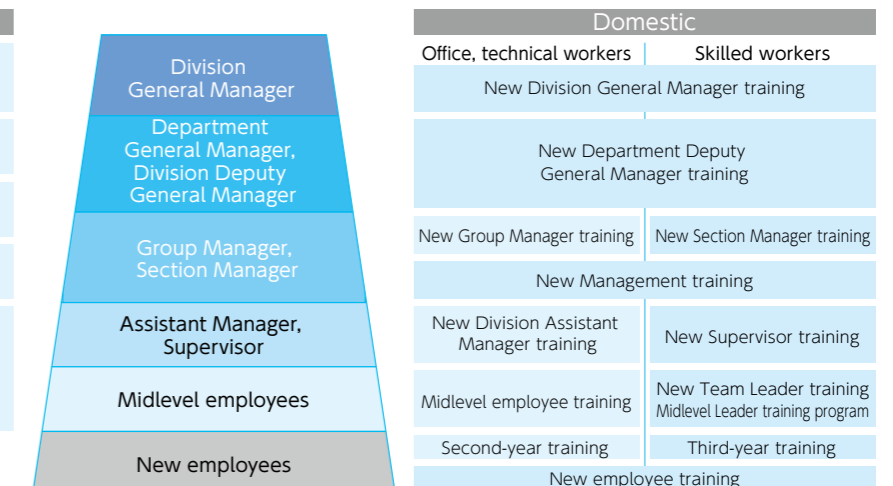 Division
General Manager
Department
General Manager,
Division Deputy
General Manager
Group Manager,
Section Manager
Assistant Manager,
Supervisor
Midlevel employees
New employees
Domestic
Office, technical workers
Skilled workers
New Division General Manager training
New Department Deputy
General Manager training
New Group Manager training
New Section Manager training
New Management training
New Division Assistant
Manager training
New Supervisor training
Midlevel employee training
New Team Leader training
Midlevel Leader training program
Second-year training
Third-year training
New employee training